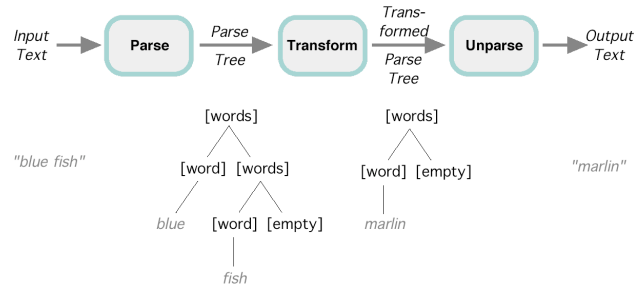 Input
Text
Parse
Parse
Tree
Transform
Trans-
formed
Parse
Tree
Unparse
Output
Text
"blue fish"
[words]
[word] [words]
blue
[word] [empty]
fish
[words]
[word] [empty]
marlin
"marlin"